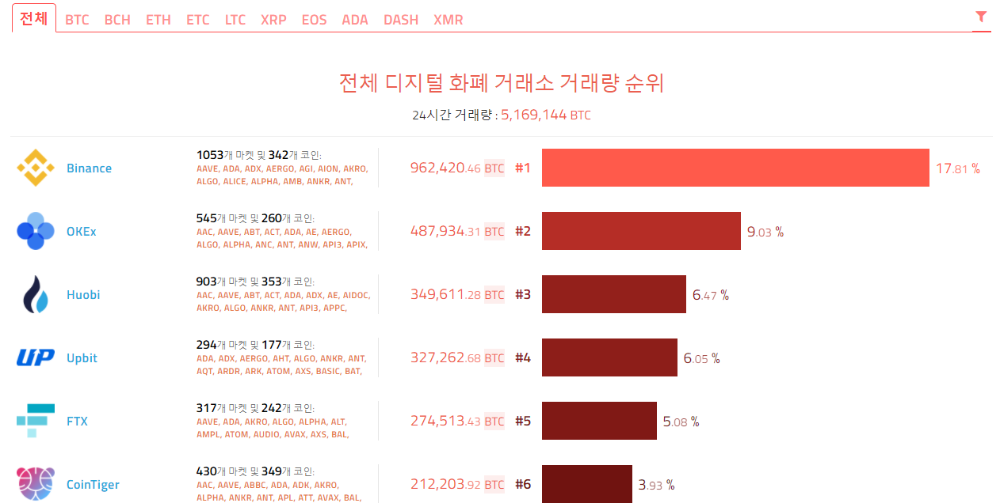 전체 BTC BCH ETH ETC LTC XRP EOS ADA DASH XMR
전체 디지털 화폐 거래소 거래량 순위
24시간 거래량 : 5,169,144 BTC
Binance
1053개 마켓 및 342개 코인:
AAVE, ADA, ADX, AERGO, AGI, AION, AKRO,
ALGO, ALICE, ALPHA, AMB, ANKR, ANT,
962,420.46 BTC #1 17.81 %
OKEx
545개 마켓 및 260개 코인:
AAC, AAVE, ABT, ACT, ADA, AE, AERGO,
ALGO, ALPHA, ANC, ANT, ANW, API3, APIX,
487,934.31 BTC #2 9.03 %
Huobi
903개 마켓 및 353개 코인:
AAC, AAVE, ABT, ACT, ADA, ADX, AE, AIDOC,
AKRO, ALGO, ANKR, ANT, API3, APPC,
349,611.28 BTC #3 6.47 %
UP
Upbit
294개 마켓 및 177개 코인:
ADA, ADX, AERGO, AHT, ALGO, ANKR, ANT,
AQT, ARDR, ARK, ATOM, AXS, BASIC, BAT,
327,262.68 BTC #4 6.05 %
FTX
317개 마켓 및 242개 코인:
AAVE, ADA, AKRO, ALGO, ALPHA, ALT,
AMPL, ATOM, AUDIO, AVAX, AXS, BAL,
274,513.43 BTC #5 5.08 %
CoinTiger
430개 마켓 및 349개 코인:
AAC, AAVE, ABBC, ADA, ADK, AKRO,
ALPHA, ANKR, ANT, APL, ATT, AVAX, BAL,
212,203.92 BTC #6 3.93 %